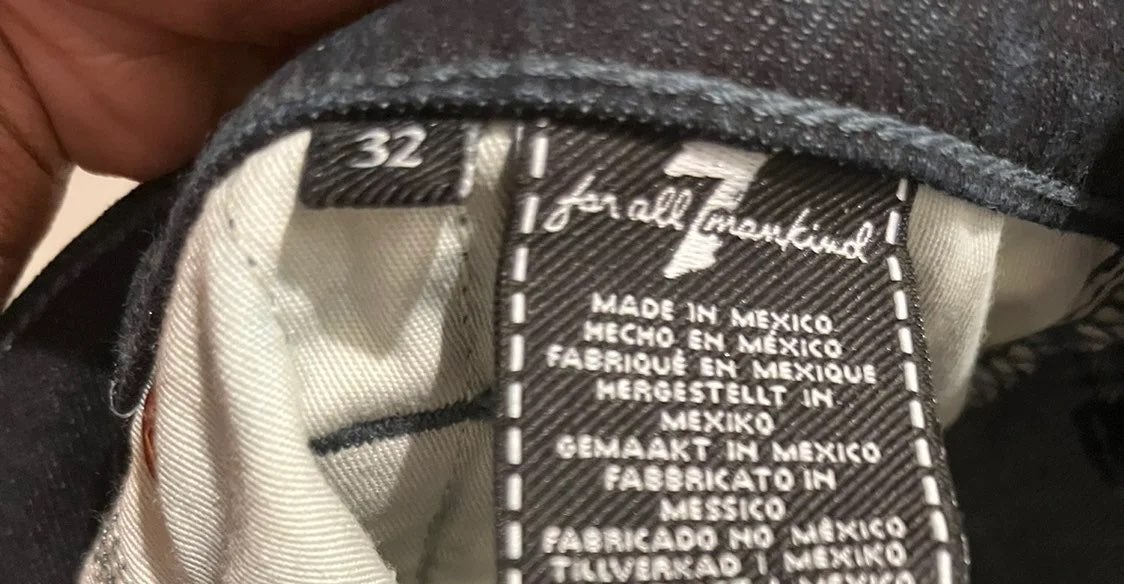 32
7
for all mankind
MADE IN MEXICO
HECHO EN MÉXICO
FABRIQUÉ EN MEXIQUE
HERGESTELLT IN
MEXIKO
GEMAAKT IN MEXICO
FABBRICATO IN
MESSICO
FABRICADO NO MÉXICO
TILLVERKAD I MEXIKO